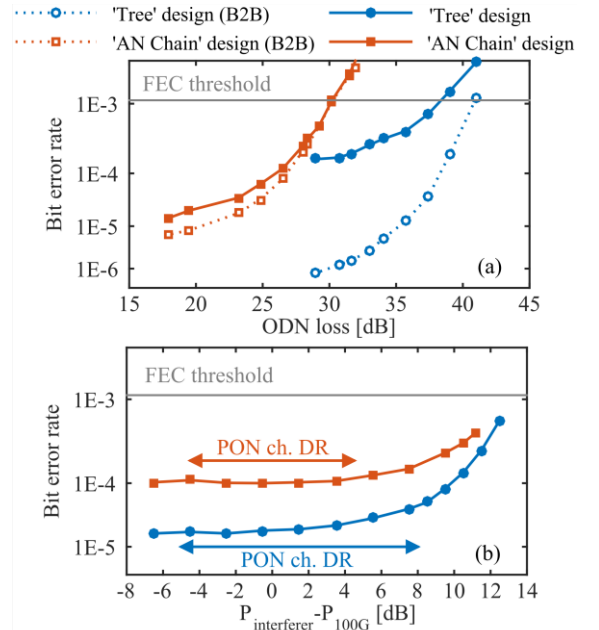 'Tree' design (B2B) 'Tree' design
'AN Chain' design (B2B) 'AN Chain' design
FEC threshold
1E-3
1E-4
1E-5
1E-6
Bit error rate
(a)
15 20 25 30 35 40 45
ODN loss [dB]
FEC threshold
1E-3
1E-4
1E-5
Bit error rate
PON ch. DR
PON ch. DR
(b)
-8 -6 -4 -2 0 2 4 6 8 10 12 14
P_interferer-P_100G [dB]